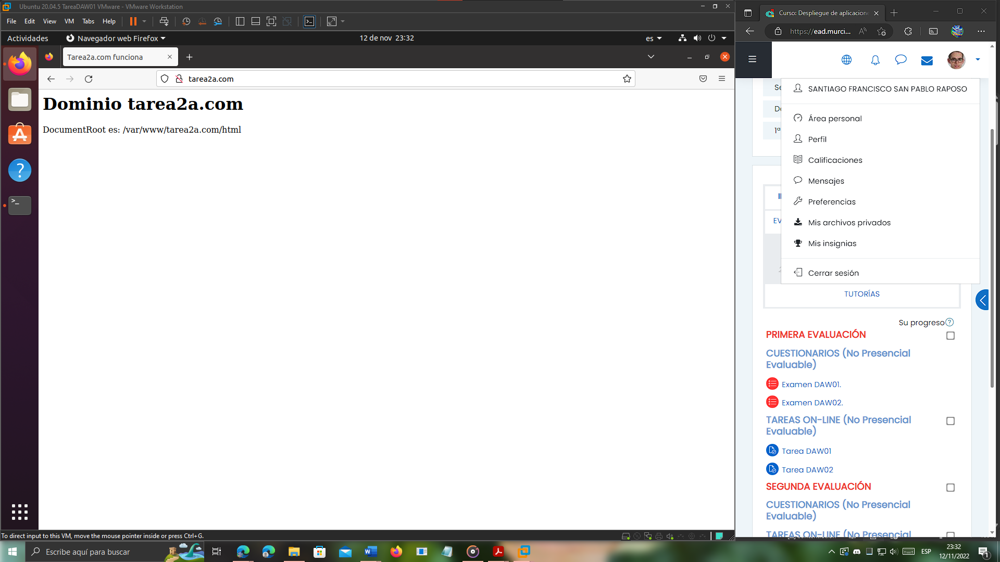 Ubuntu 20.04.5 TareaDAW01 VMware - VMware Workstation
File Edit View VM Tabs Help
Actividades Navegador web Firefox 12 de nov 23:32 es
Tarea2a.com funciona
tarea2a.com
Dominio tarea2a.com
DocumentRoot es: /var/www/tarea2a.com/html
To direct input to this VM, move the mouse pointer inside or press Ctrl+G.
Curso: Despliegue de aplicacione
https://ead.murci...
SANTIAGO FRANCISCO SAN PABLO RAPOSO
Área personal
Perfil
Calificaciones
Mensajes
Preferencias
Mis archivos privados
Mis insignias
Cerrar sesión
Se
De
1ª
EV
TUTORÍAS
Su progreso
PRIMERA EVALUACIÓN
CUESTIONARIOS (No Presencial
Evaluable)
Examen DAW01.
Examen DAW02.
TAREAS ON-LINE (No Presencial
Evaluable)
Tarea DAW01
Tarea DAW02
SEGUNDA EVALUACIÓN
CUESTIONARIOS (No Presencial
Evaluable)
TAREAS ON-LINE (No Presencial
Escribe aquí para buscar
ESP
23:32
12/11/2022
1